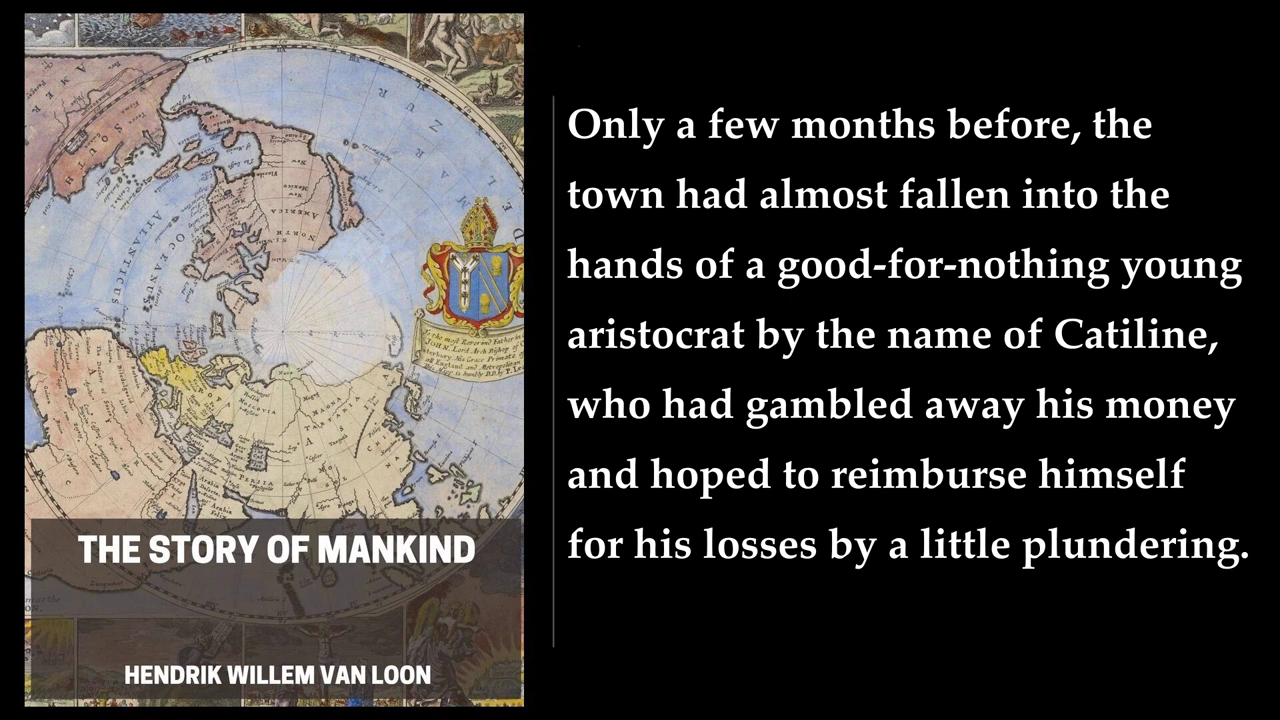 THE STORY OF MANKIND
HENDRIK WILLEM VAN LOON
Only a few months before, the
town had almost fallen into the
hands of a good-for-nothing young
aristocrat by the name of Catiline,
who had gambled away his money
and hoped to reimburse himself
for his losses by a little plundering.